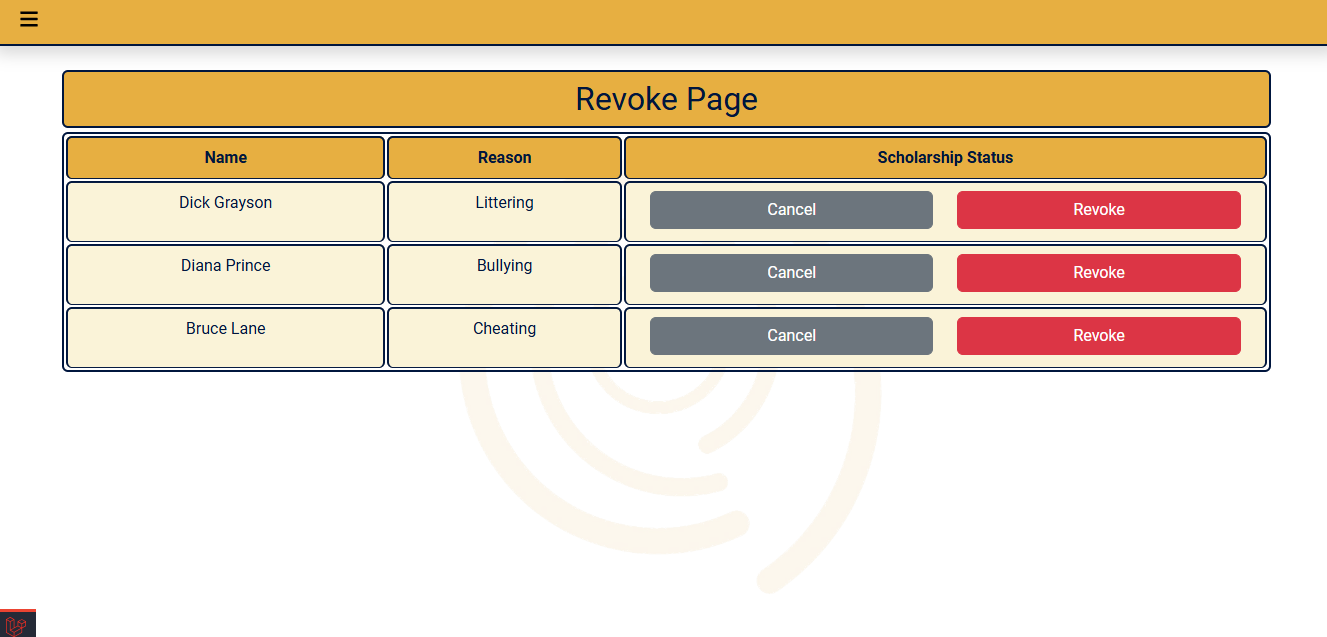 Revoke Page
Name Reason Scholarship Status
Dick Grayson Littering Cancel Revoke
Diana Prince Bullying Cancel Revoke
Bruce Lane Cheating Cancel Revoke